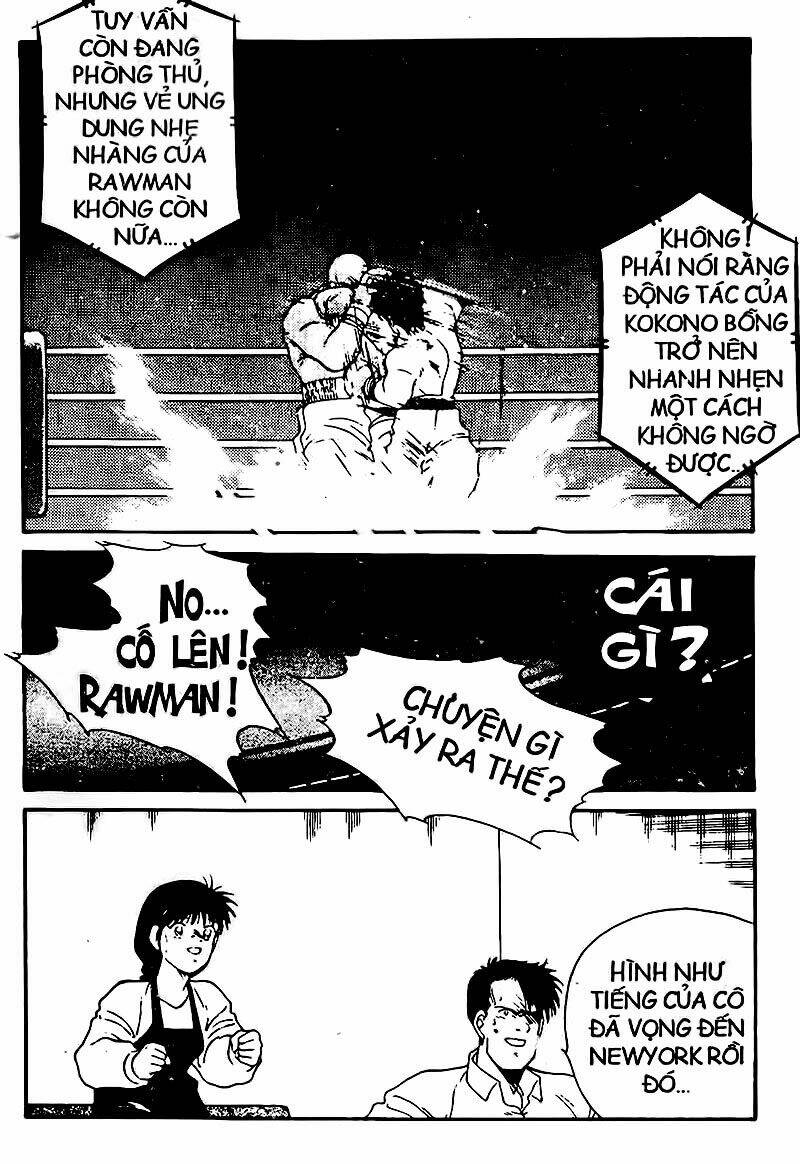 TUY VẪN
CÒN ĐANG
PHÒNG THỦ,
NHƯNG VẺ UNG
DUNG NHẸ
NHÀNG CỦA
RAWMAN
KHÔNG CÒN
NỮA...
KHÔNG!
PHẢI NÓI RẰNG
ĐỘNG TÁC CỦA
KOKONO BỖNG
TRỞ NÊN
NHANH NHẸN
MỘT CÁCH
KHÔNG NGỜ
ĐƯỢC...
NO...
CỐ LÊN!
RAWMAN!
CÁI
GÌ?
CHUYỆN GÌ
XẢY RA THẾ?
HÌNH NHƯ
TIẾNG CỦA CÔ
ĐÃ VỌNG ĐẾN
NEWYORK RỒI
ĐÓ...